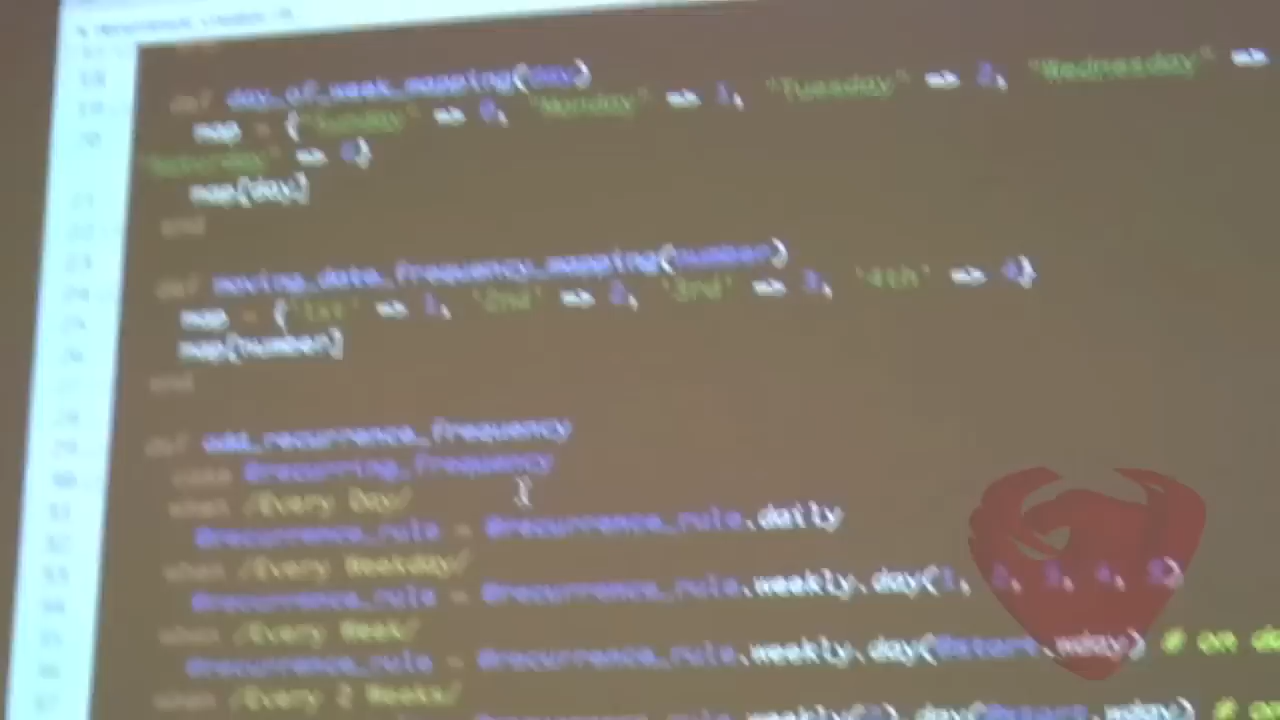 def day_of_week_mapping(day)
map = {"Sunday" => 0, "Monday" => 1, "Tuesday" => 2, "Wednesday" =>
"Saturday" => 6}
map[day]
end
def moving_date_frequency_mapping(number)
map = {'1st' => 1, '2nd' => 2, '3rd' => 3, '4th' => 4}
map[number]
end
def add_recurrence_frequency
case @recurring_frequency
when /Every Day/
@recurrence_rule = @recurrence_rule.daily
when /Every Weekday/
@recurrence_rule = @recurrence_rule.weekly.day(1, 2, 3, 4, 5)
when /Every Week/
@recurrence_rule = @recurrence_rule.weekly.day(@start.wday) # on
when /Every 2 Weeks/